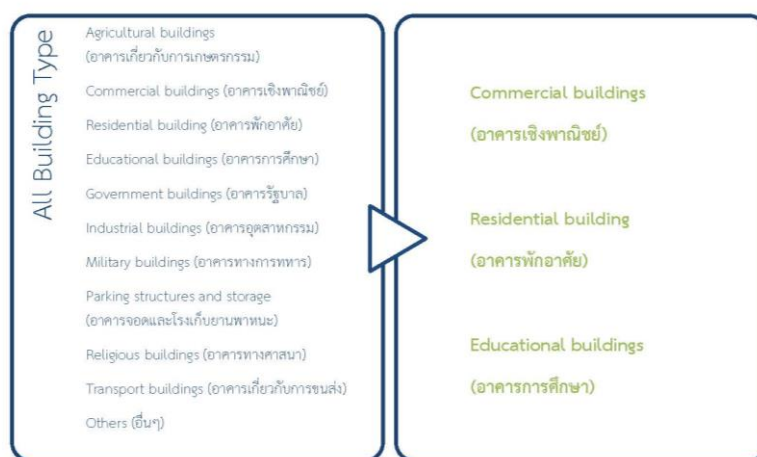 All Building Type
Agricultural buildings
(อาคารเกี่ยวกับการเกษตรกรรม)
Commercial buildings (อาคารเชิงพาณิชย์)
Residential building (อาคารพักอาศัย)
Educational buildings (อาคารการศึกษา)
Government buildings (อาคารรัฐบาล)
Industrial buildings (อาคารอุตสาหกรรม)
Military buildings (อาคารทางการทหาร)
Parking structures and storage
(อาคารจอดและโรงเก็บยานพาหนะ)
Religious buildings (อาคารทางศาสนา)
Transport buildings (อาคารเกี่ยวกับการขนส่ง)
Others (อื่นๆ)
Commercial buildings
(อาคารเชิงพาณิชย์)
Residential building
(อาคารพักอาศัย)
Educational buildings
(อาคารการศึกษา)